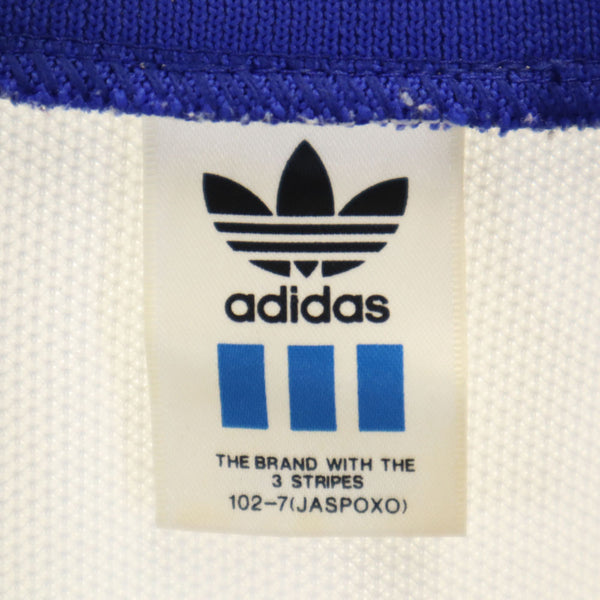 adidas
THE BRAND WITH THE
3 STRIPES
102-7(JASPOXO)